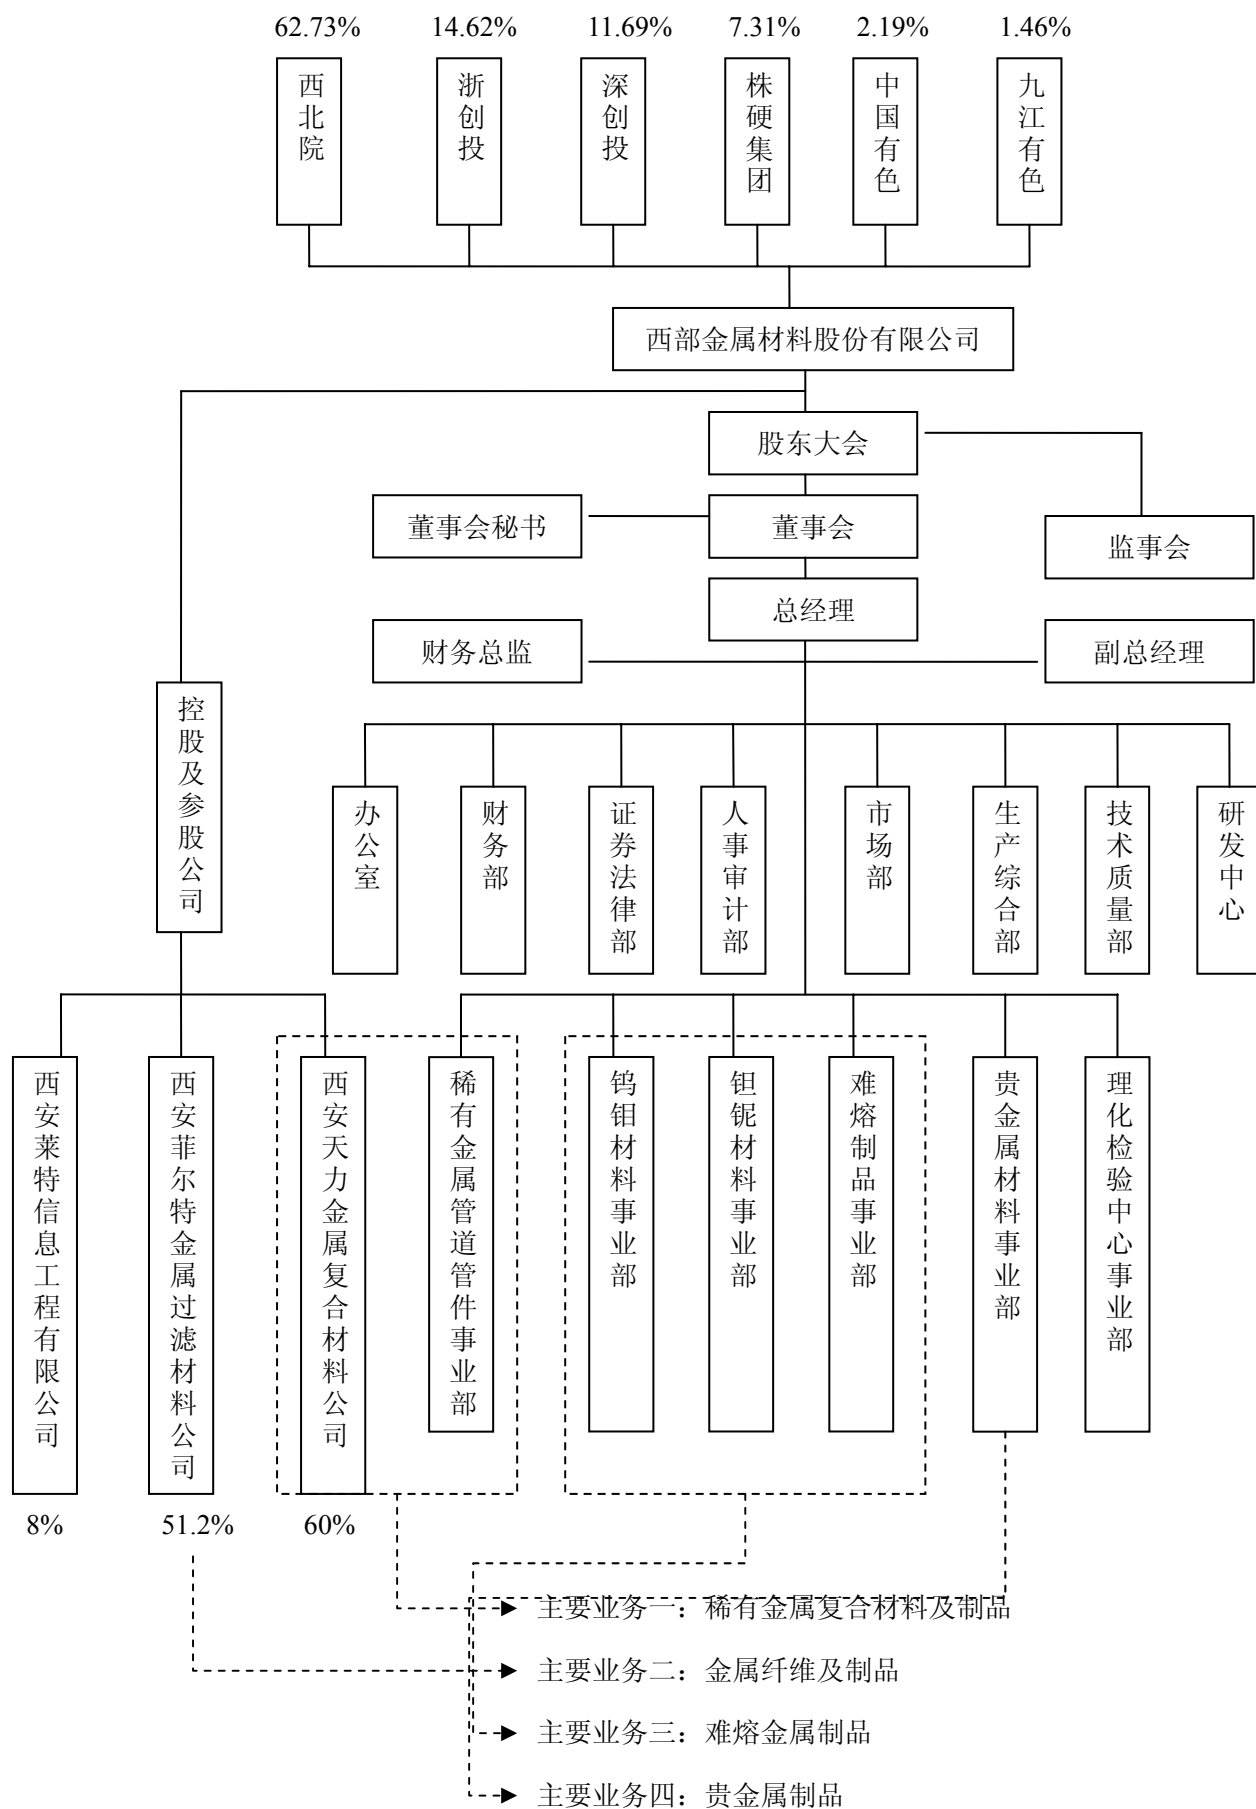 62.73%
14.62%
11.69%
7.31%
2.19%
1.46%
西北院
浙创投
深创投
株硬集团
中国有色
九江有色
西部金属材料股份有限公司
股东大会
董事会秘书
董事会
监事会
总经理
财务总监
副总经理
控股及参股公司
办公室
财务部
证券法律部
人事审计部
市场部
生产综合部
技术质量部
研发中心
西安莱特信息工程有限公司
西安菲尔特金属过滤材料公司
西安天力金属复合材料公司
稀有金属管道管件事业部
钨钼材料事业部
钽铌材料事业部
难熔制品事业部
贵金属材料事业部
理化检验中心事业部
8%
51.2%
60%
主要业务一：稀有金属复合材料及制品
主要业务二：金属纤维及制品
主要业务三：难熔金属制品
主要业务四：贵金属制品